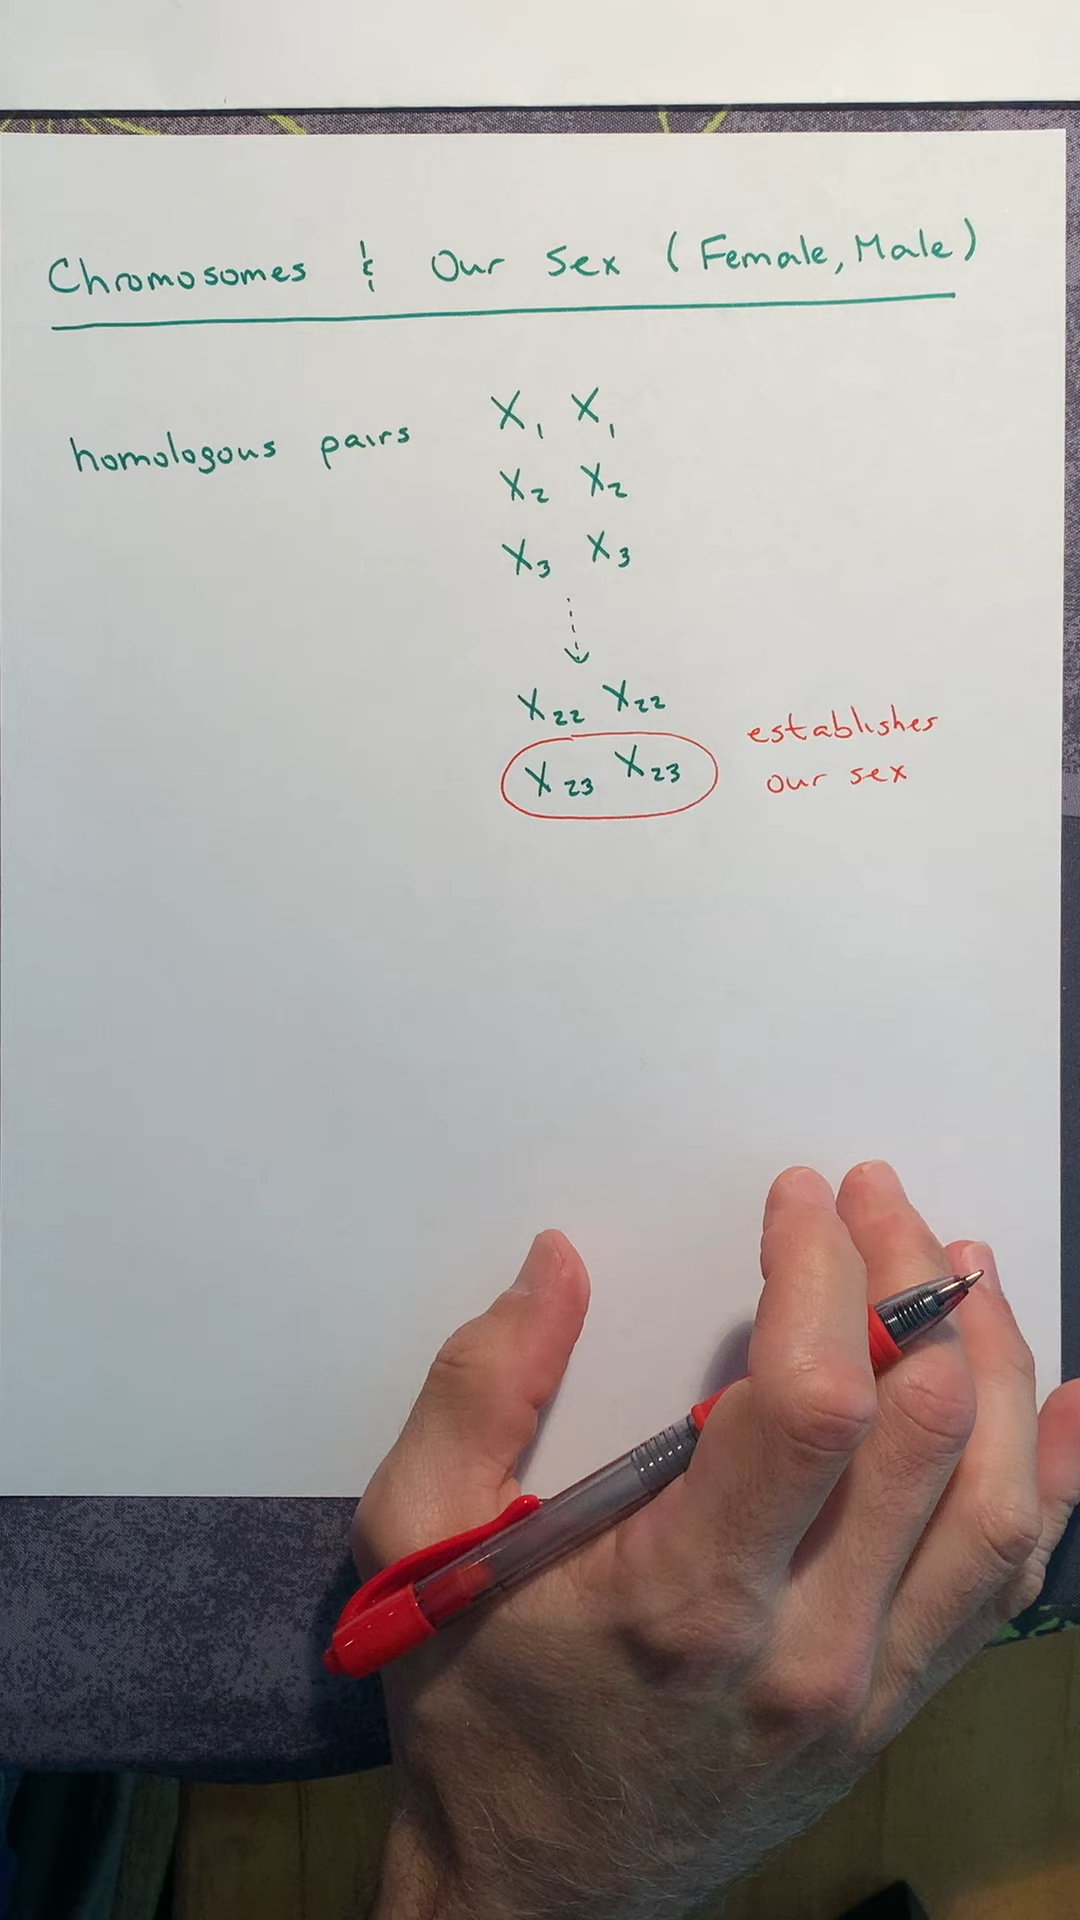 Chromosomes & Our Sex (Female, Male)
homologous pairs
X₁ X₁
X₂ X₂
X₃ X₃
X₂₂ X₂₂
X₂₃ X₂₃
establishes
our sex